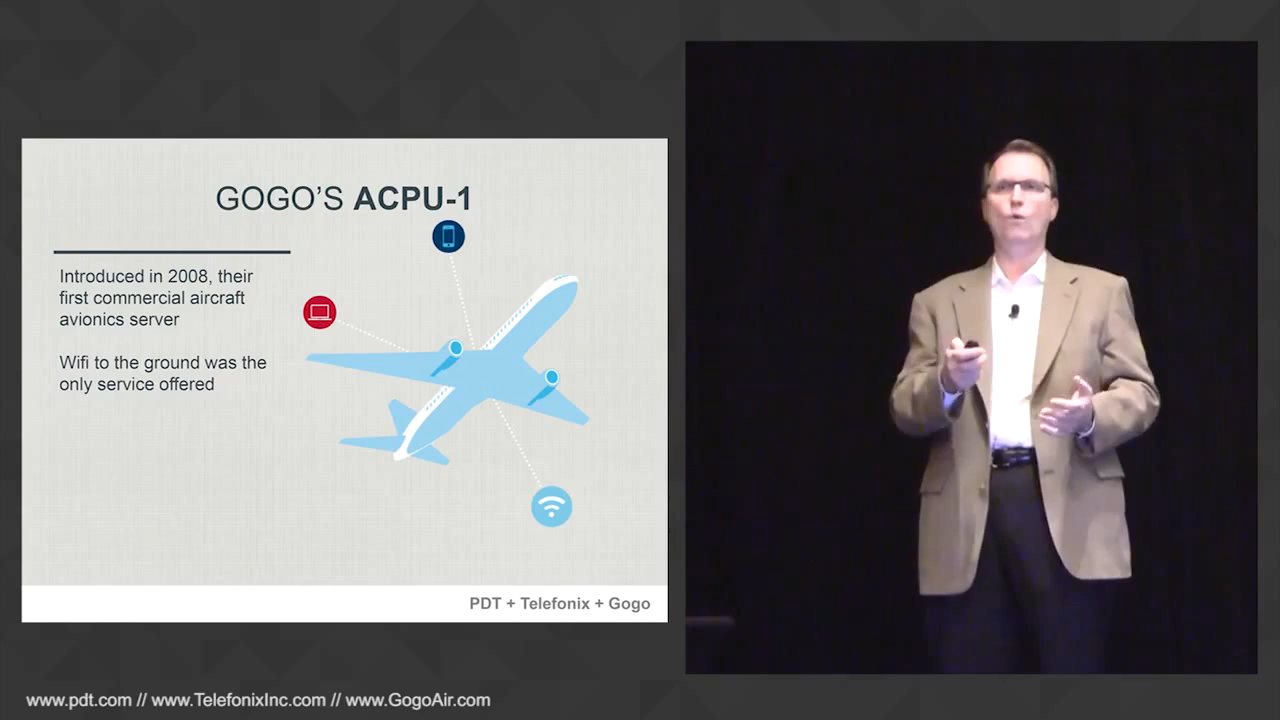 GOGO'S ACPU-1
Introduced in 2008, their
first commercial aircraft
avionics server
Wifi to the ground was the
only service offered
PDT + Telefonix + Gogo
www.pdt.com // www.TelefonixInc.com // www.GogoAir.com